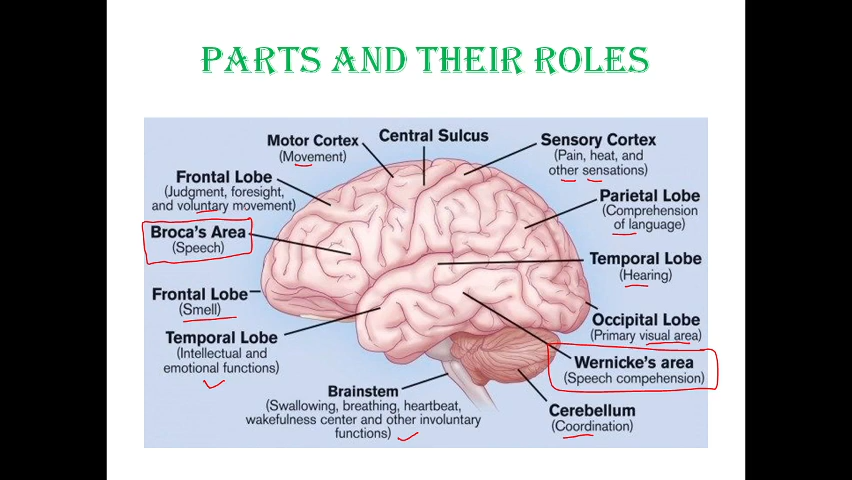 PARTS AND THEIR ROLES
Motor Cortex
(Movement)
Central Sulcus
Sensory Cortex
(Pain, heat, and
other sensations)
Frontal Lobe
(Judgment, foresight,
and voluntary movement)
Parietal Lobe
(Comprehension
of language)
Broca's Area
(Speech)
Temporal Lobe
(Hearing)
Frontal Lobe
(Smell)
Occipital Lobe
(Primary visual area)
Temporal Lobe
(Intellectual and
emotional functions)
Wernicke's area
(Speech compehension)
Brainstem
(Swallowing, breathing, heartbeat,
wakefulness center and other involuntary
functions)
Cerebellum
(Coordination)